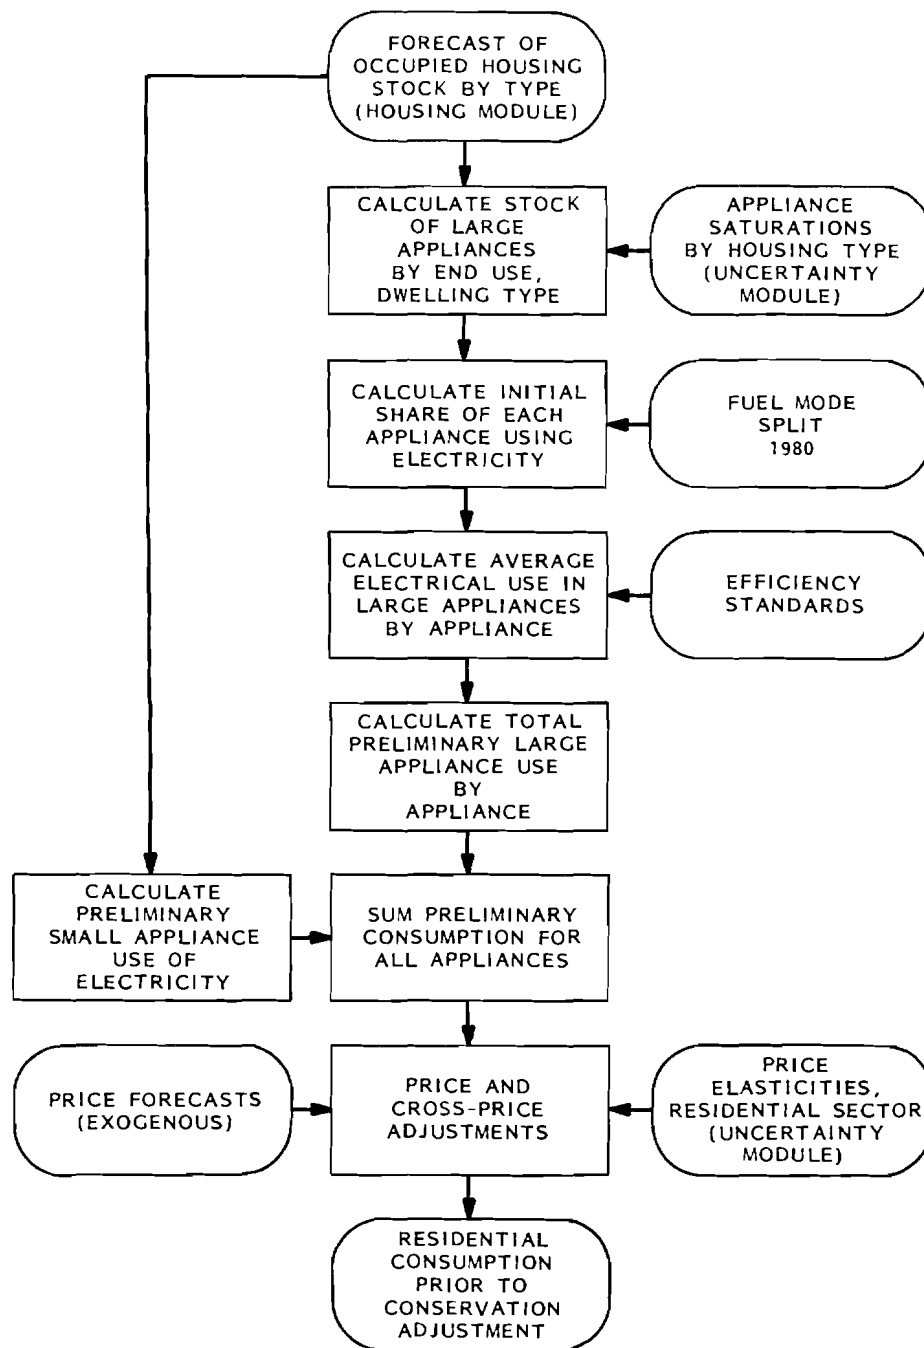 FORECAST OF
OCCUPIED HOUSING
STOCK BY TYPE
(HOUSING MODULE)
CALCULATE STOCK
OF LARGE
APPLIANCES
BY END USE,
DWELLING TYPE
APPLIANCE
SATURATIONS
BY HOUSING TYPE
(UNCERTAINTY
MODULE)
CALCULATE INITIAL
SHARE OF EACH
APPLIANCE USING
ELECTRICITY
FUEL MODE
SPLIT
1980
CALCULATE AVERAGE
ELECTRICAL USE IN
LARGE APPLIANCES
BY APPLIANCE
EFFICIENCY
STANDARDS
CALCULATE TOTAL
PRELIMINARY LARGE
APPLIANCE USE
BY
APPLIANCE
CALCULATE
PRELIMINARY
SMALL APPLIANCE
USE OF
ELECTRICITY
SUM PRELIMINARY
CONSUMPTION FOR
ALL APPLIANCES
PRICE FORECASTS
(EXOGENOUS)
PRICE AND
CROSS-PRICE
ADJUSTMENTS
PRICE
ELASTICITIES,
RESIDENTIAL SECTOR
(UNCERTAINTY
MODULE)
RESIDENTIAL
CONSUMPTION
PRIOR TO
CONSERVATION
ADJUSTMENT